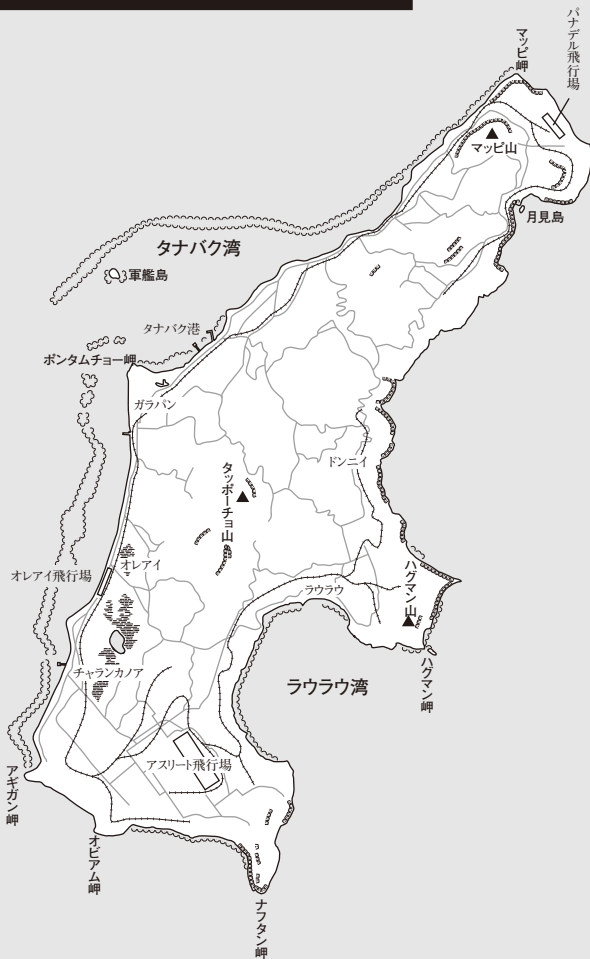 パナデル飛行場
マッピ岬
マッピ山
月見島
タナバク湾
軍艦島
タナバク港
ポンタムチョー岬
ガラパン
ドンニイ
タッポーチョ山
オレアイ
オレアイ飛行場
ラウラウ
ハグマン山
チャランカノア
ラウラウ湾
ハグマン岬
アスリート飛行場
アギガン岬
オビアム岬
ナフタン岬